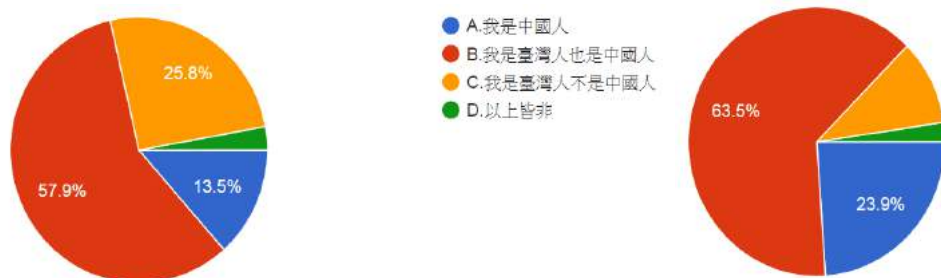 25.8%
57.9%
13.5%
A.我是中國人
B.我是臺灣人也是中國人
C.我是臺灣人不是中國人
D.以上皆非
63.5%
23.9%